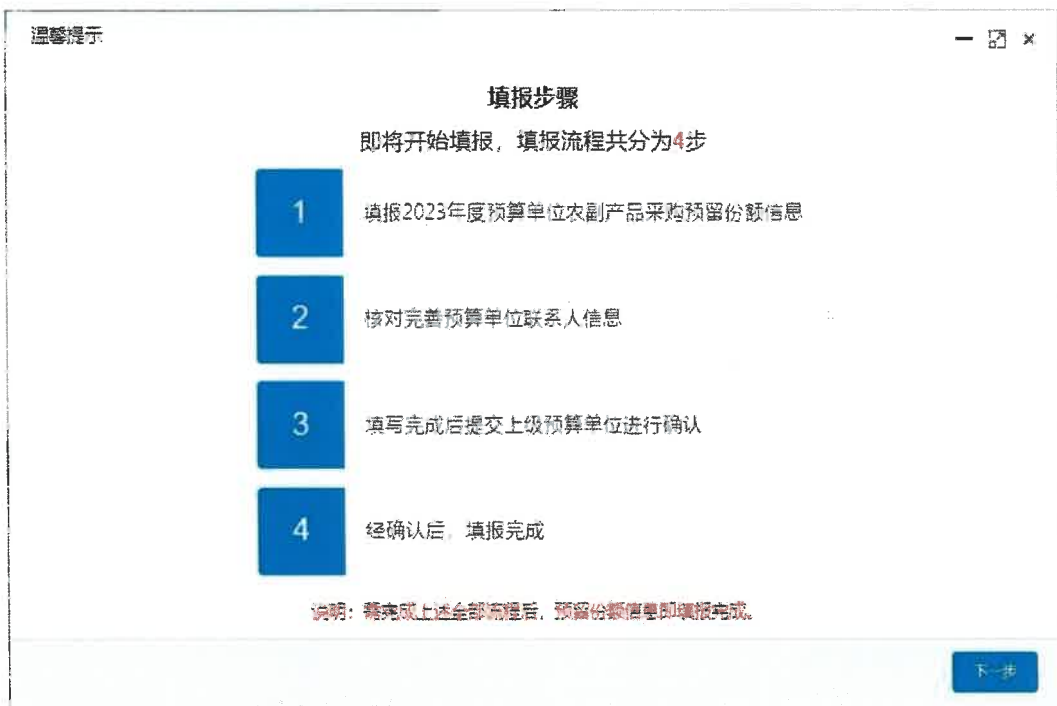 温馨提示
填报步骤
即将开始填报，填报流程共分为4步
1
填报2023年度预算单位农副产品采购预留份额信息
2
核对完善预算单位联系人信息
3
填写完成后提交上级预算单位进行确认
4
经确认后，填报完成
说明：需完成上述全部流程后，预留份额信息即填报完成。
下一步